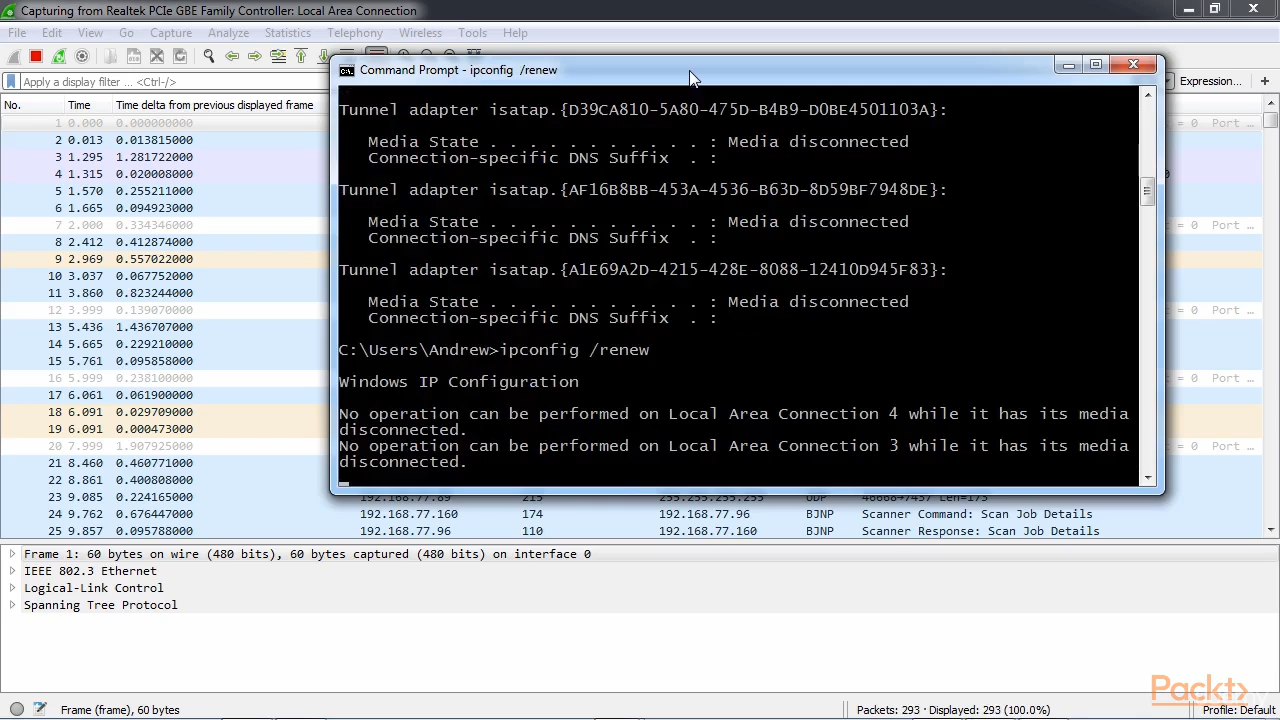 Capturing from Realtek PCIe GBE Family Controller: Local Area Connection
File Edit View Go Capture Analyze Statistics Telephony Wireless Tools Help
Apply a display filter ... <Ctrl-/>
Expression...
No. Time Time delta from previous displayed frame
1 0.000 0.000000000
2 0.013 0.013815000
3 1.295 1.281722000
4 1.315 0.020008000
5 1.570 0.255211000
6 1.665 0.094923000
7 2.000 0.334346000
8 2.412 0.412874000
9 2.969 0.557022000
10 3.037 0.067752000
11 3.860 0.823244000
12 3.999 0.139070000
13 5.436 1.436707000
14 5.665 0.229210000
15 5.761 0.095858000
16 5.999 0.238100000
17 6.061 0.061900000
18 6.091 0.029709000
19 6.091 0.000473000
20 7.999 1.907925000
21 8.460 0.460771000
22 8.861 0.400808000
23 9.085 0.224165000 192.168.77.160 215 255.255.255.255 UDP 48668→7437 Len=173
24 9.762 0.676447000 192.168.77.160 174 192.168.77.96 BJNP Scanner Command: Scan Job Details
25 9.857 0.095788000 192.168.77.96 110 192.168.77.160 BJNP Scanner Response: Scan Job Details
= 0 Port ...
= 0 Port ...
= 0 Port ...
= 0 Port ...
= 0 Port ...
Command Prompt - ipconfig /renew
Tunnel adapter isatap.{D39CA810-5A80-475D-B4B9-D0BE4501103A}:
Media State . . . . . . . . . . . : Media disconnected
Connection-specific DNS Suffix . :
Tunnel adapter isatap.{AF16B8BB-453A-4536-B63D-8D59BF7948DE}:
Media State . . . . . . . . . . . : Media disconnected
Connection-specific DNS Suffix . :
Tunnel adapter isatap.{A1E69A2D-4215-428E-8088-12410D945F83}:
Media State . . . . . . . . . . . : Media disconnected
Connection-specific DNS Suffix . :
C:\Users\Andrew>ipconfig /renew
Windows IP Configuration
No operation can be performed on Local Area Connection 4 while it has its media
disconnected.
No operation can be performed on Local Area Connection 3 while it has its media
disconnected.
Frame 1: 60 bytes on wire (480 bits), 60 bytes captured (480 bits) on interface 0
IEEE 802.3 Ethernet
Logical-Link Control
Spanning Tree Protocol
Packt
Frame (frame), 60 bytes
Packets: 293 · Displayed: 293 (100.0%)
Profile: Default